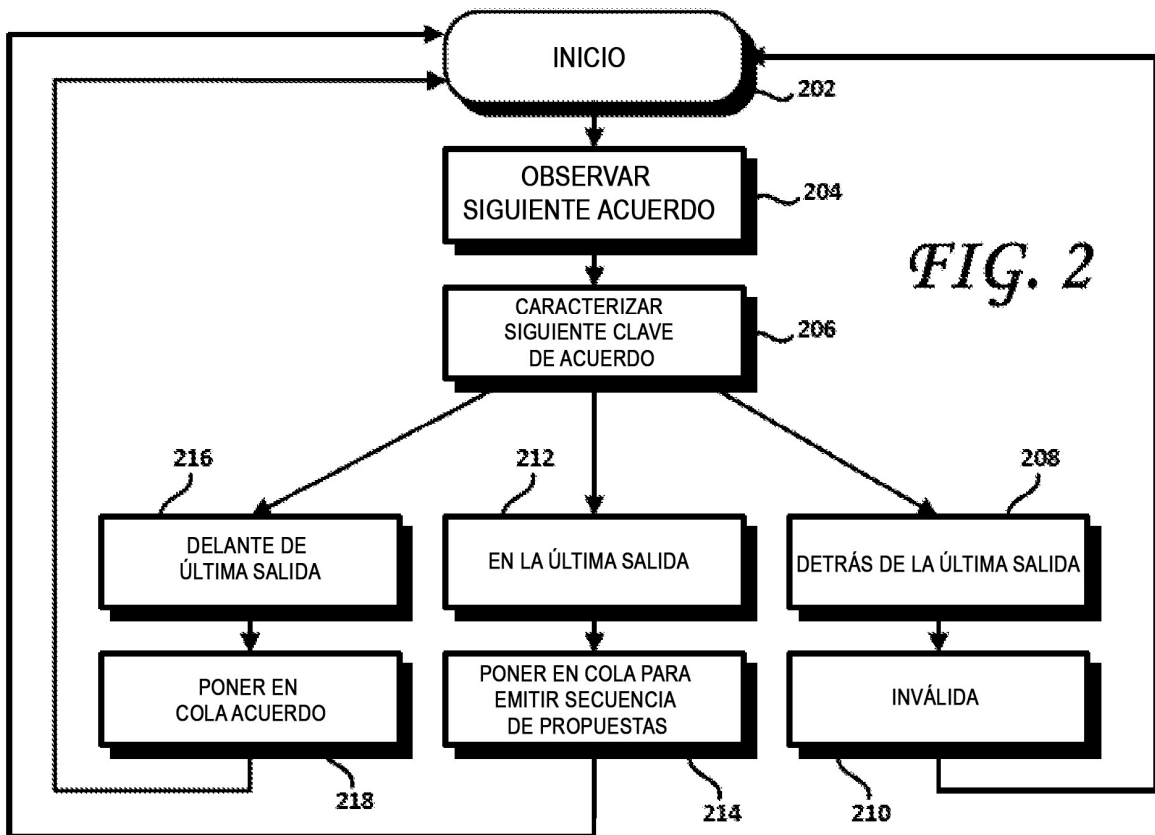 INICIO
202
OBSERVAR
SIGUIENTE ACUERDO
204
FIG. 2
CARACTERIZAR
SIGUIENTE CLAVE
DE ACUERDO
206
216
212
208
DELANTE DE
ÚLTIMA SALIDA
EN LA ÚLTIMA SALIDA
DETRÁS DE LA ÚLTIMA SALIDA
PONER EN
COLA ACUERDO
PONER EN COLA PARA
EMITIR SECUENCIA
DE PROPUESTAS
INVÁLIDA
218
214
210